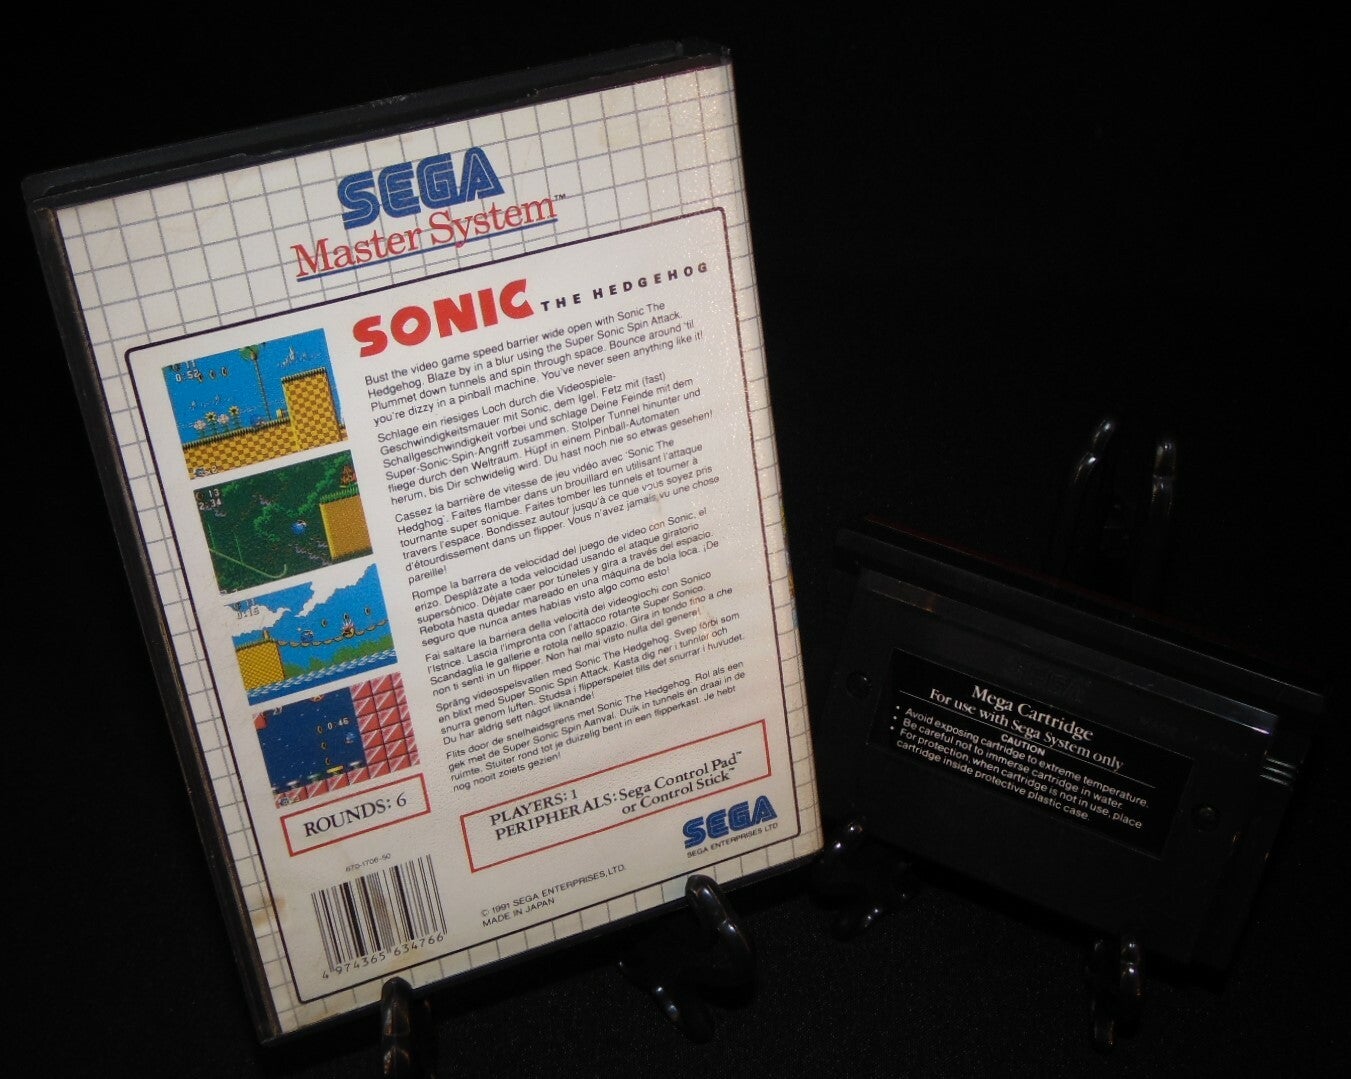 SEGA
Master System™
SONIC THE HEDGEHOG
Bust the video game speed barrier wide open with Sonic The
Hedgehog. Blaze by in a blur using the Super Sonic Spin Attack.
Plummet down tunnels and spin through space. Bounce around 'til
you're dizzy in a pinball machine. You've never seen anything like it!
Schlage ein riesiges Loch durch die Videospiele-
Geschwindigkeitsmauer mit Sonic, dem Igel. Fetz mit (fast)
Schallgeschwindigkeit vorbei und schlage Deine Feinde mit dem
Super-Sonic-Spin-Angriff zusammen. Stolper Tunnel hinunter und
fliege durch den Weltraum. Hüpf in einem Pinball-Automaten
herum, bis Dir schwidelig wird. Du hast noch nie so etwas gesehen!
Cassez la barrière de vitesse de jeu vidéo avec 'Sonic The
Hedghog'. Faites flamber dans un brouillard en utilisant l'attaque
tournante super sonique. Faites tomber les tunnels et tourner à
travers l'espace. Bondissez autour jusqu'à ce que vous soyez pris
d'étourdissement dans un flipper. Vous n'avez jamais vu une chose
pareille!
Rompe la barrera de velocidad del juego de video con Sonic, el
erizo. Desplázate a toda velocidad usando el ataque giratorio
supersónico. Déjate caer por túneles y gira a través del espacio.
Rebota hasta quedar mareado en una máquina de bola loca. ¡De
seguro que nunca antes habías visto algo como esto!
Fai saltare la barriera della velocità dei videogiochi con Sonico
l'Istrice. Lascia l'impronta con l'attacco rotante Super Sonico.
Scandaglia le gallerie e rotola nello spazio. Gira in tondo fino a che
non ti senti in un flipper. Non hai mai visto nulla del genere!
Spräng videospelsvallen med Sonic The Hedgehog. Svep förbi som
en blixt med Super Sonic Spin Attack. Kasta dig ner i tunnlar och
snurra genom luften. Studsa i flipperspelet tills det snurrar i huvudet.
Du har aldrig sett något liknande!
Flits door de snelheidsgrens met Sonic The Hedgehog. Rol als een
gek met de Super Sonic Spin Aanval. Duik in tunnels en draai in de
ruimte. Stuiter rond tot je duizelig bent in een flipperkast. Je hebt
nog nooit zoiets gezien!
11
0:52
13
2:34
27
0:46
ROUNDS: 6
PLAYERS: 1
PERIPHERALS: Sega Control Pad™
or Control Stick™
SEGA
SEGA ENTERPRISES LTD
670-1706-50
4 974365 634766
© 1991 SEGA ENTERPRISES, LTD.
MADE IN JAPAN
Mega Cartridge
For use with Sega System only
CAUTION
• Avoid exposing cartridge to extreme temperature.
• Be careful not to immerse cartridge in water.
• For protection, when cartridge is not in use, place
cartridge inside protective plastic case.